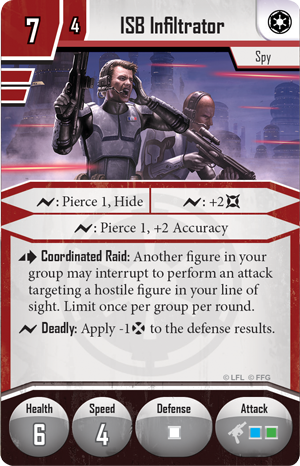 7
4
ISB Infiltrator
Spy
: Pierce 1, Hide
: +2
: Pierce 1, +2 Accuracy
Coordinated Raid: Another figure in your
group may interrupt to perform an attack
targeting a hostile figure in your line of
sight. Limit once per group per round.
Deadly: Apply -1 to the defense results.
© LFL © FFG
Health
Speed
Defense
Attack
6
4